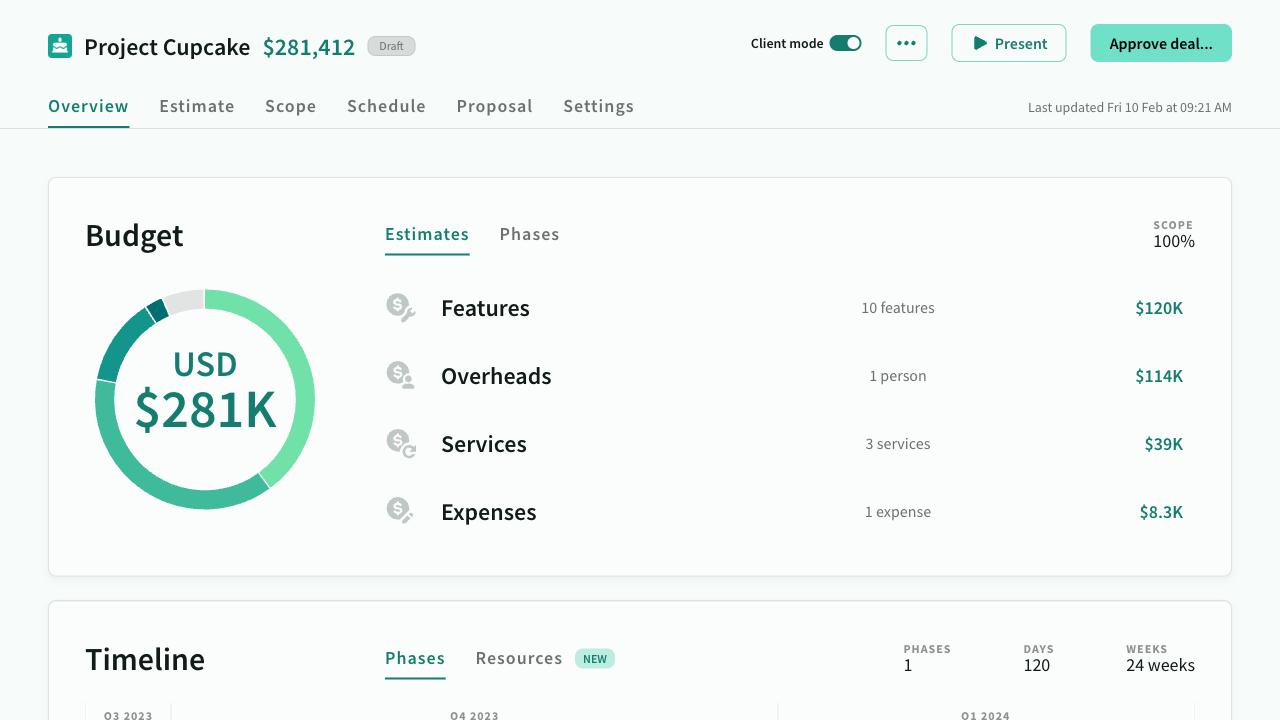 Project Cupcake $281,412 Draft
Client mode ••• Present Approve deal...
Overview Estimate Scope Schedule Proposal Settings
Last updated Fri 10 Feb at 09:21 AM
Budget
Estimates Phases
SCOPE
100%
USD
$281K
Features 10 features $120K
Overheads 1 person $114K
Services 3 services $39K
Expenses 1 expense $8.3K
Timeline
Phases Resources NEW
PHASES DAYS WEEKS
1 120 24 weeks
Q3 2023 Q4 2023 Q1 2024